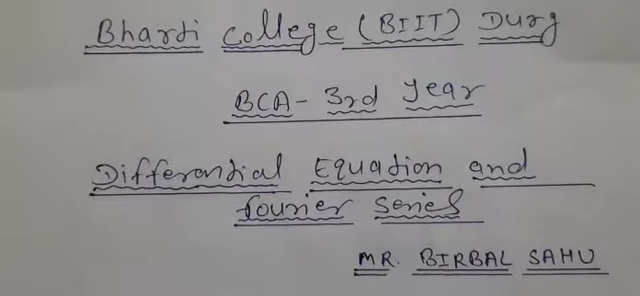 Bharti College (BIIT) Durg
BCA - 3rd Year
Differential Equation and
fourier Series
MR. BIRBAL SAHU